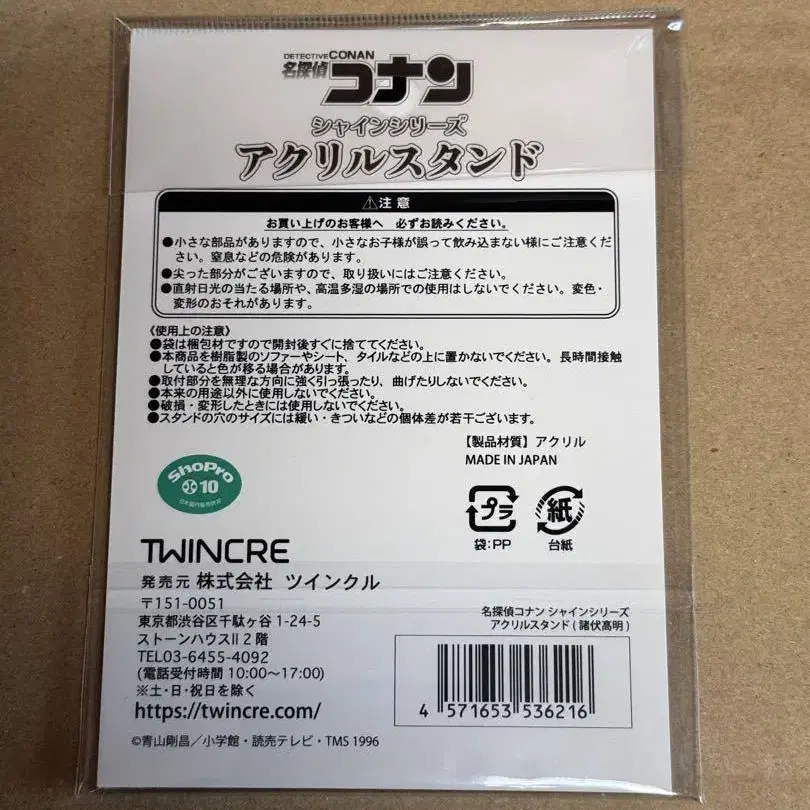 DETECTIVE CONAN
名探偵コナン
シャインシリーズ
アクリルスタンド
⚠注 意
お買い上げのお客様へ 必ずお読みください。
●小さな部品がありますので、小さなお子様が誤って飲み込まない様にご注意くだ
さい。窒息などの危険があります。
●尖った部分がございますので、取り扱いにはご注意ください。
●直射日光の当たる場所や、高温多湿の場所での使用はしないでください。変色・
変形のおそれがあります。
《使用上の注意》
●袋は梱包材ですので開封後すぐに捨ててください。
●本商品を樹脂製のソファーやシート、タイルなどの上に置かないでください。長時間接触
していると色が移る場合があります。
●取付部分を無理な方向に強く引っ張ったり、曲げたりしないでください。
●本来の用途以外に使用しないでください。
●破損・変形したときには使用しないでください。
●スタンドの穴のサイズには緩い・きついなどの個体差が若干ございます。
【製品材質】アクリル
MADE IN JAPAN
ShoPro
10
日本国内販売許諾
プラ
袋:PP
紙
台紙
TWINCRE
発売元 株式会社 ツインクル
〒151-0051
東京都渋谷区千駄ヶ谷 1-24-5
ストーンハウスII 2 階
TEL03-6455-4092
(電話受付時間 10:00〜17:00)
※土・日・祝日を除く
https://twincre.com/
©青山剛昌/小学館・読売テレビ・TMS 1996
名探偵コナン シャインシリーズ
アクリルスタンド ( 諸伏高明 )
4 571653 536216